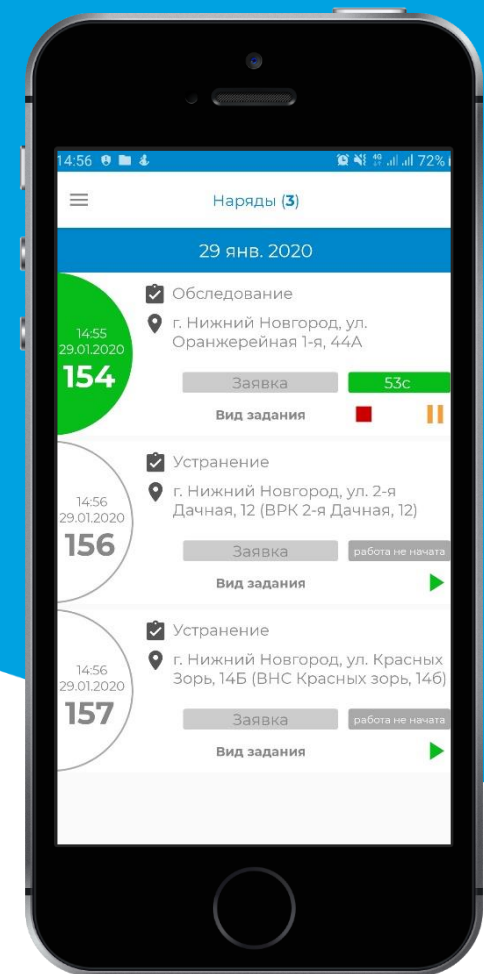 14:56 4G 72%
Наряды (3)
29 янв. 2020
Обследование
г. Нижний Новгород, ул.
Оранжерейная 1-я, 44А
14:55
29.01.2020
154
Заявка 53с
Вид задания
Устранение
г. Нижний Новгород, ул. 2-я
Дачная, 12 (ВРК 2-я Дачная, 12)
14:56
29.01.2020
156
Заявка работа не начата
Вид задания
Устранение
г. Нижний Новгород, ул. Красных
Зорь, 14Б (ВНС Красных зорь, 14б)
14:56
29.01.2020
157
Заявка работа не начата
Вид задания